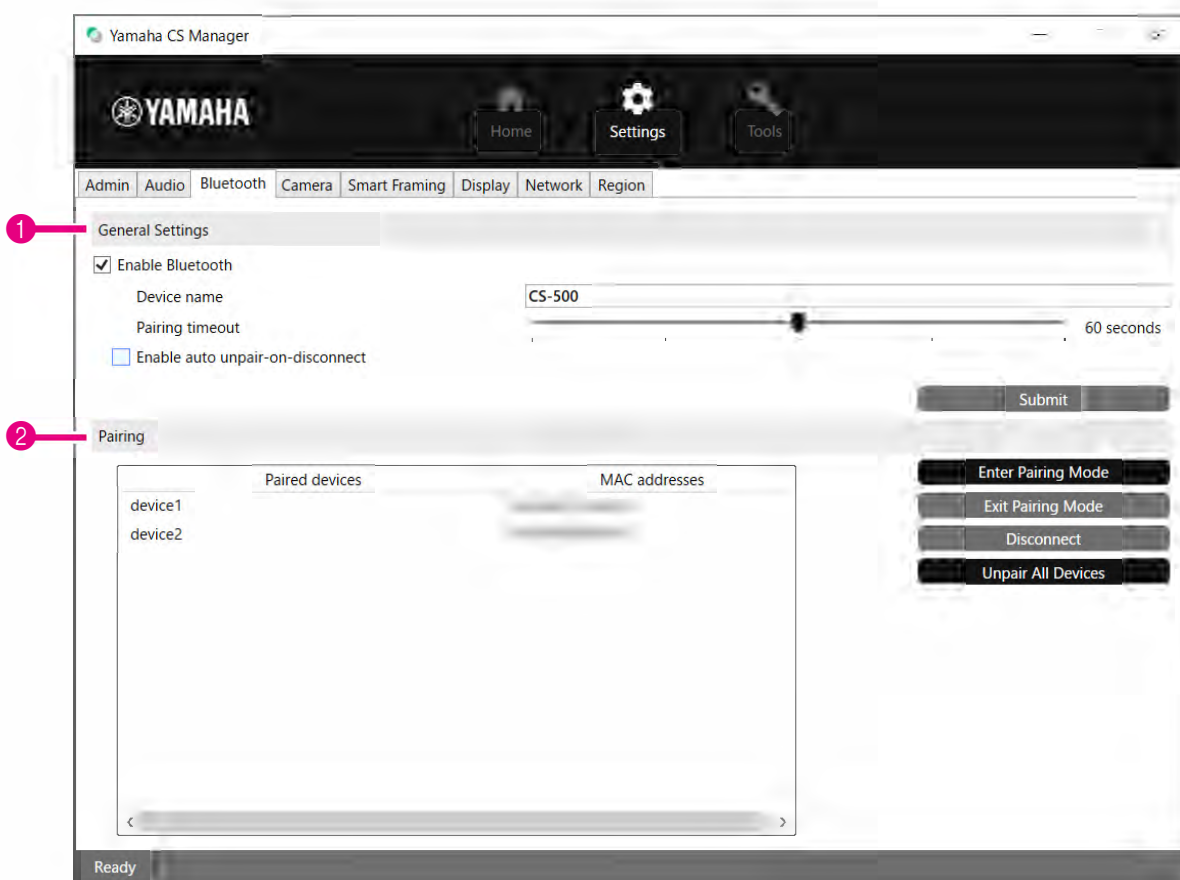 Yamaha CS Manager
YAMAHA
Home Settings Tools
Admin Audio Bluetooth Camera Smart Framing Display Network Region
1
General Settings
Enable Bluetooth
Device name CS-500
Pairing timeout 60 seconds
Enable auto unpair-on-disconnect
Submit
2
Pairing
Paired devices MAC addresses
device1
device2
Enter Pairing Mode
Exit Pairing Mode
Disconnect
Unpair All Devices
Ready